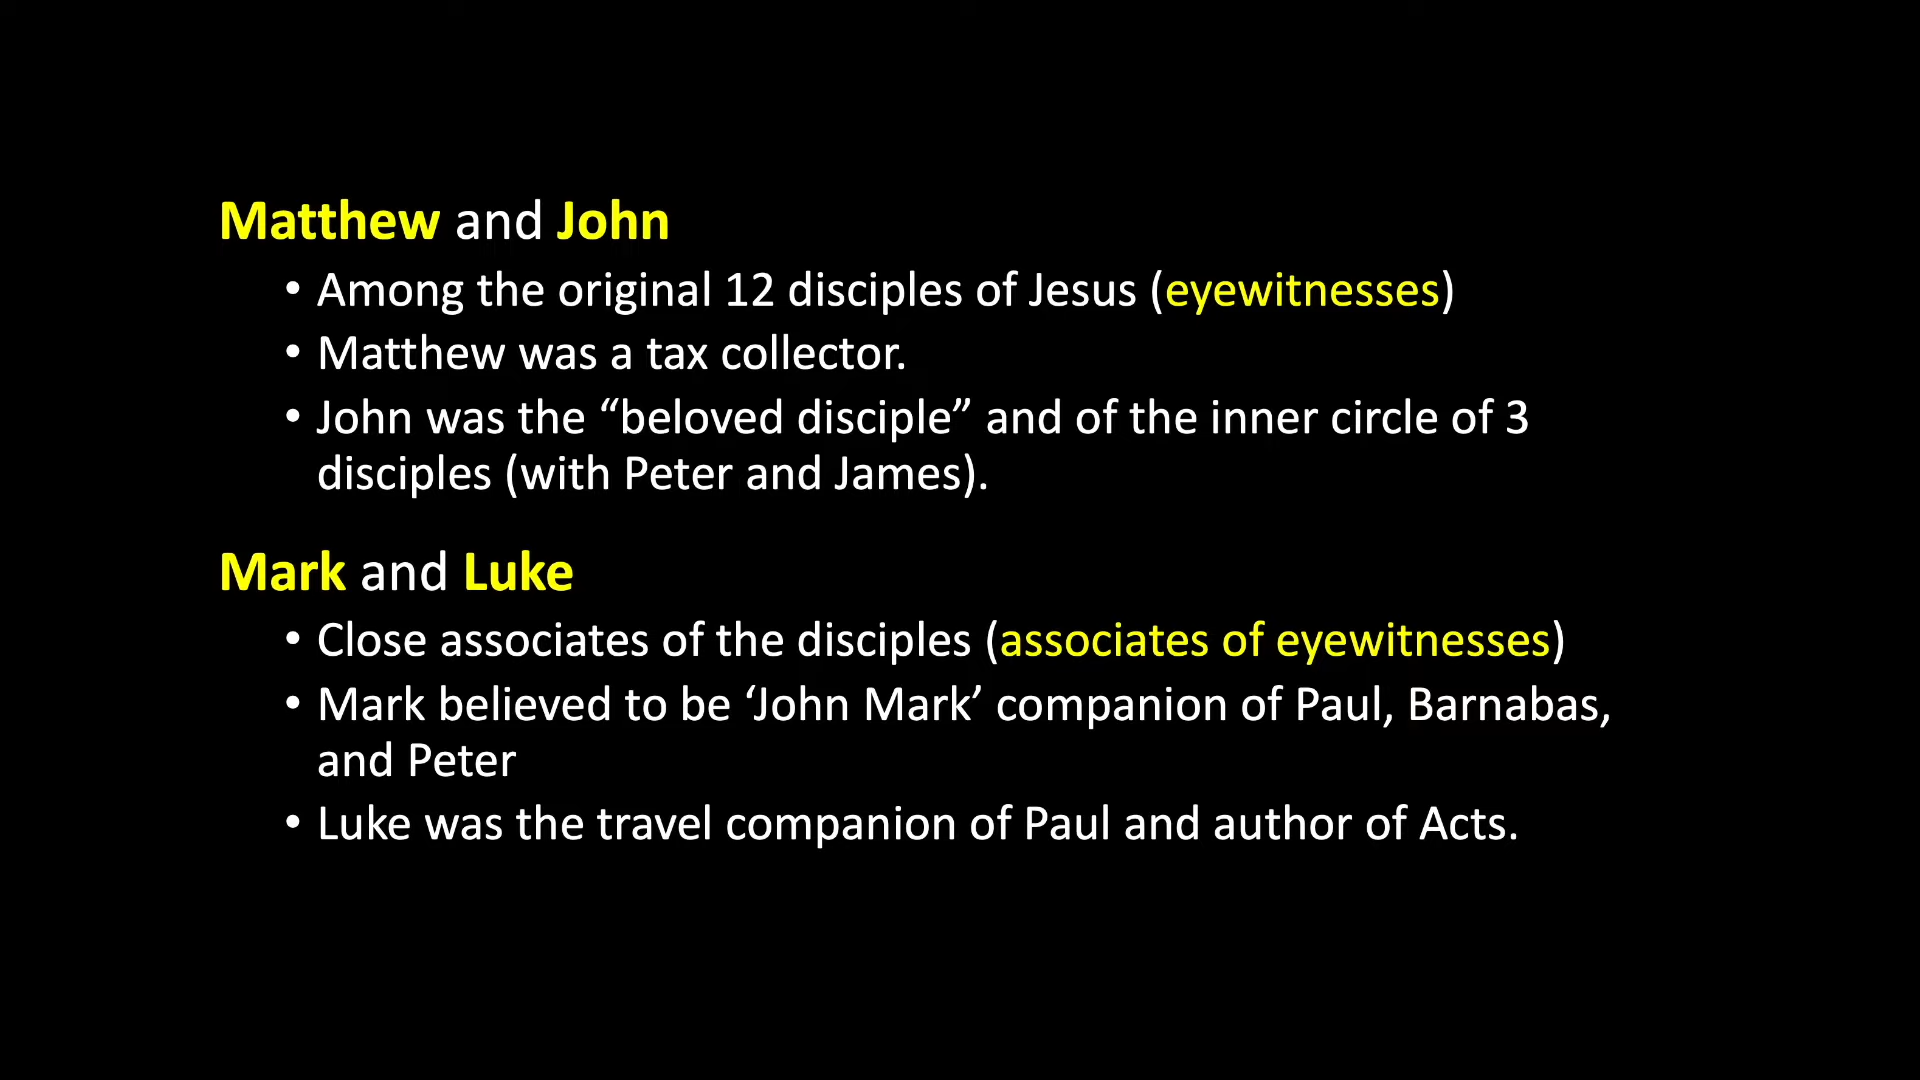 Matthew and John
• Among the original 12 disciples of Jesus (eyewitnesses)
• Matthew was a tax collector.
• John was the “beloved disciple” and of the inner circle of 3
disciples (with Peter and James).
Mark and Luke
• Close associates of the disciples (associates of eyewitnesses)
• Mark believed to be ‘John Mark’ companion of Paul, Barnabas,
and Peter
• Luke was the travel companion of Paul and author of Acts.